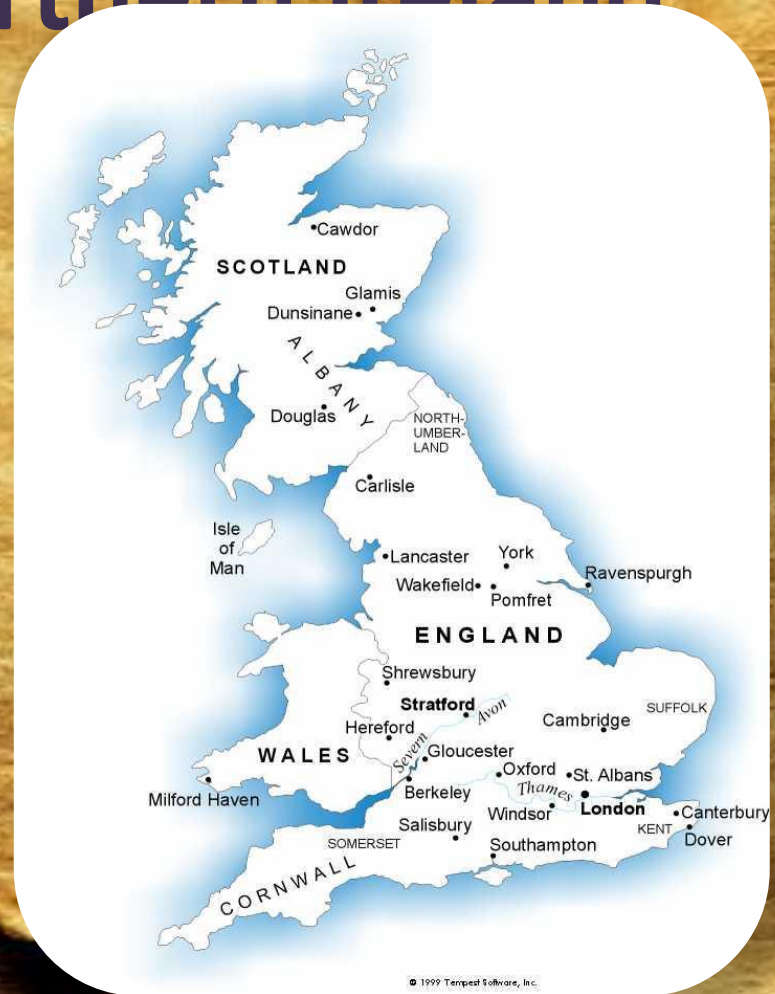 Cawdor
SCOTLAND
Glamis
Dunsinane
ALBANY
Douglas
NORTH-
UMBER-
LAND
Carlisle
Isle
of
Man
Lancaster
York
Wakefield
Ravenspurgh
Pomfret
ENGLAND
Shrewsbury
Stratford
Avon
SUFFOLK
Cambridge
Hereford
Severn
WALES
Gloucester
Oxford
St. Albans
Milford Haven
Berkeley
Thames
Windsor
London
Canterbury
Salisbury
KENT
Dover
SOMERSET
Southampton
CORNWALL
© 1999 Tempest Software, Inc.